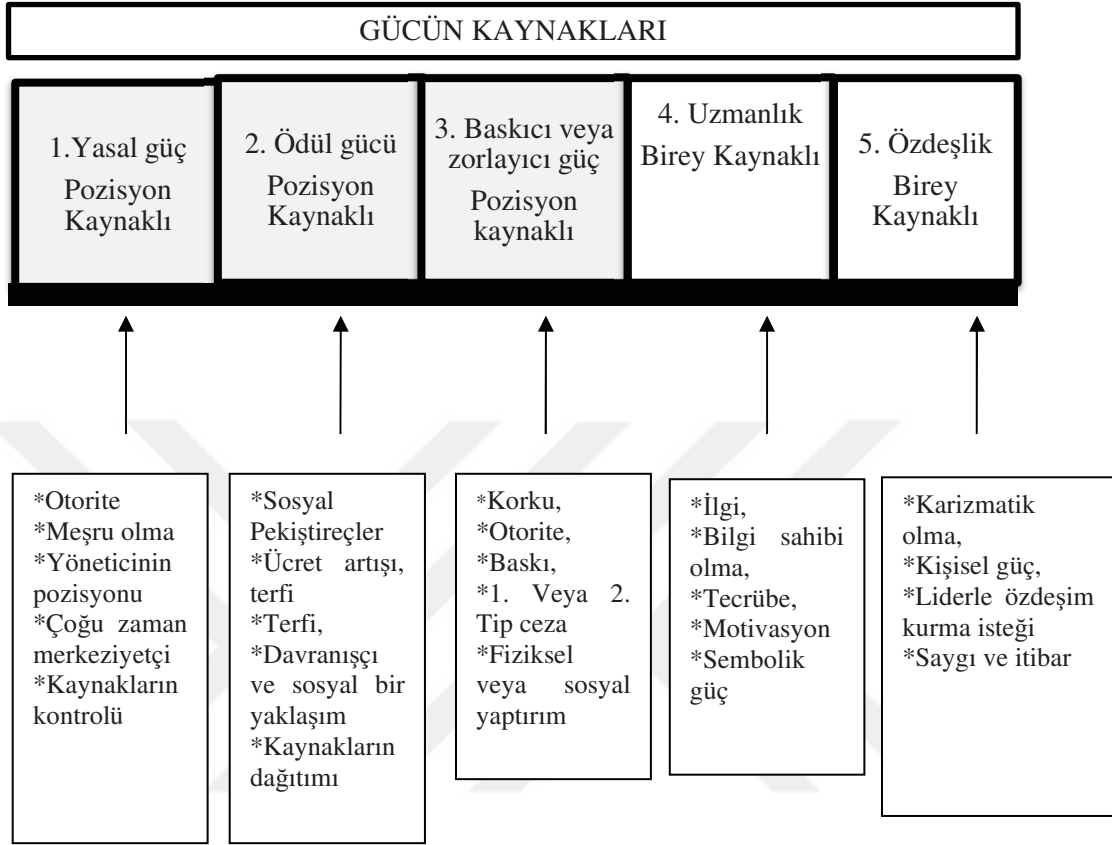 GÜCÜN KAYNAKLARI
1.Yasal güç
Pozisyon
Kaynaklı
2. Ödül gücü
Pozisyon
Kaynaklı
3. Baskıcı veya
zorlayıcı güç
Pozisyon
kaynaklı
4. Uzmanlık
Birey Kaynaklı
5. Özdeşlik
Birey
Kaynaklı
*Otorite
*Meşru olma
*Yöneticinin
pozisyonu
*Çoğu zaman
merkeziyetçi
*Kaynakların
kontrolü
*Sosyal
Pekiştireçler
*Ücret artışı,
terfi
*Terfi,
*Davranışçı
ve sosyal bir
yaklaşım
*Kaynakların
dağıtımı
*Korku,
*Otorite,
*Baskı,
*1. Veya 2.
Tip ceza
*Fiziksel
veya sosyal
yaptırım
*İlgi,
*Bilgi sahibi
olma,
*Tecrübe,
*Motivasyon
*Sembolik
güç
*Karizmatik
olma,
*Kişisel güç,
*Liderle özdeşim
kurma isteği
*Saygı ve itibar